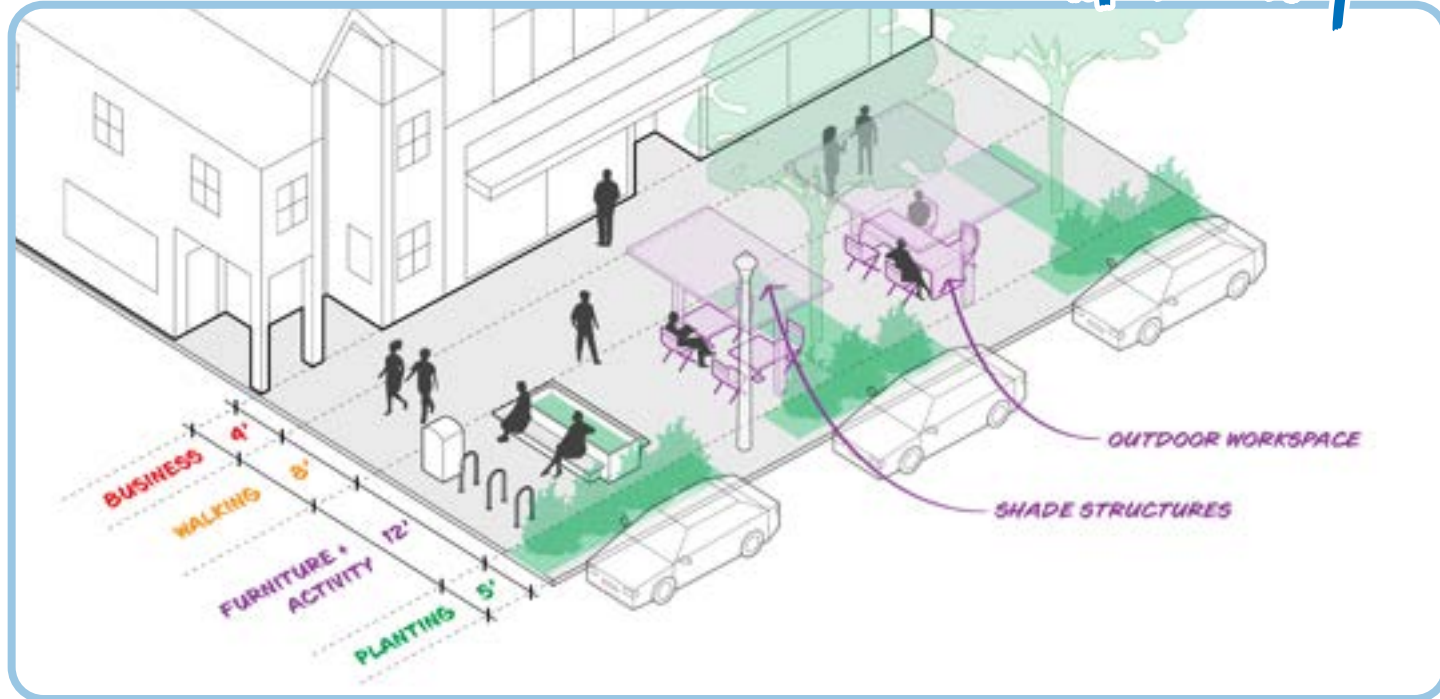 BUSINESS 4'
WALKING 8'
FURNITURE +
ACTIVITY 12'
PLANTING 5'
OUTDOOR WORKSPACE
SHADE STRUCTURES